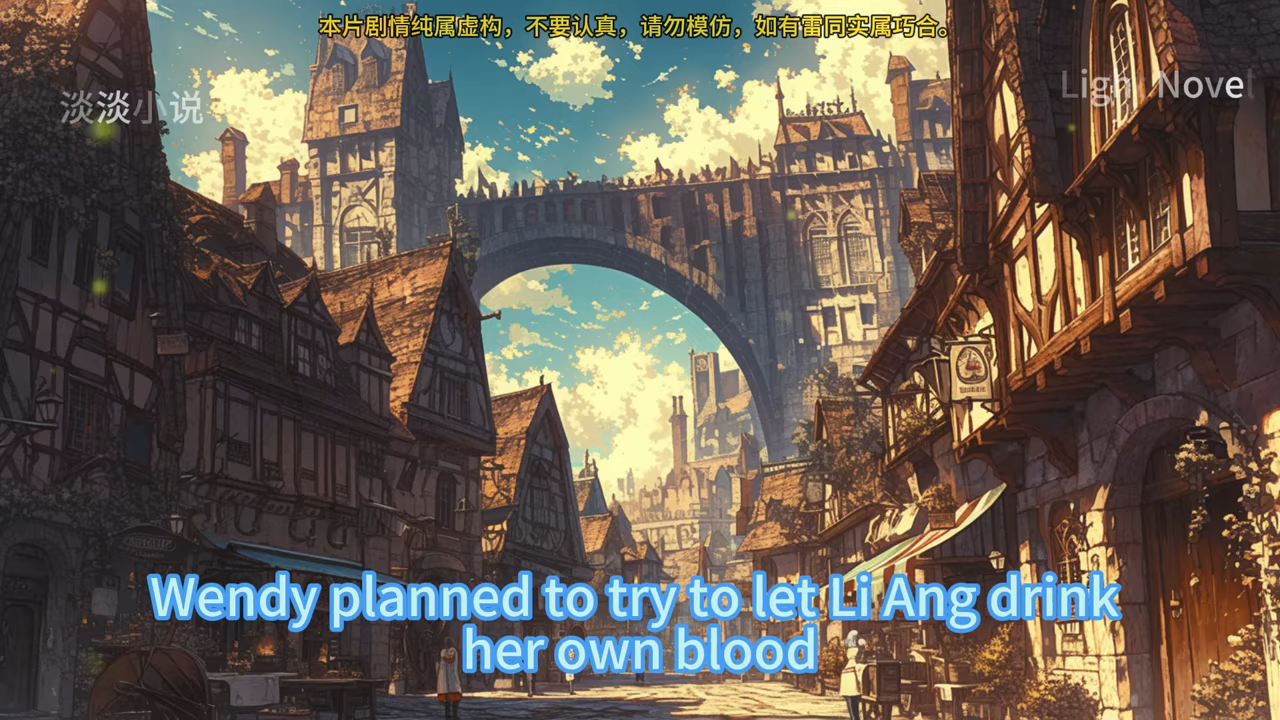 本片剧情纯属虚构，不要认真，请勿模仿，如有雷同实属巧合。
淡淡小说
Light Novel
Wendy planned to try to let Li Ang drink
her own blood